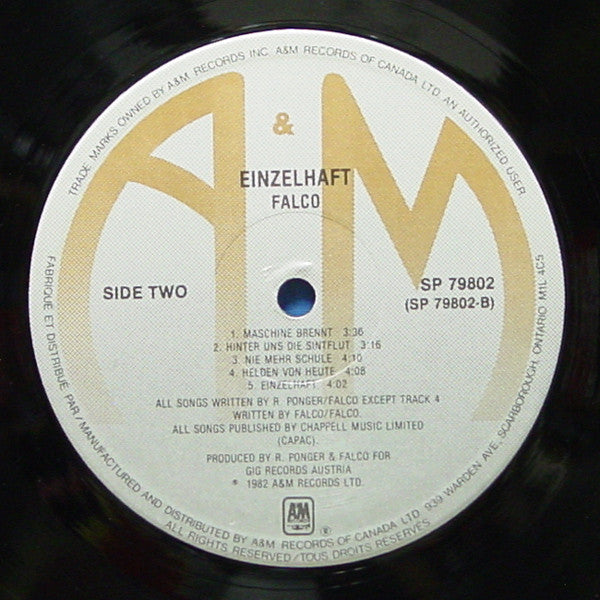 TRADE MARKS OWNED BY A&M RECORDS INC. A&M RECORDS OF CANADA LTD. AN AUTHORIZED USER
A & M
EINZELHAFT
FALCO
SIDE TWO
SP 79802
(SP 79802-B)
1. MASCHINE BRENNT 3:36
2. HINTER UNS DIE SINTFLUT 3:16
3. NIE MEHR SCHULE 4:10
4. HELDEN VON HEUTE 4:08
5. EINZELHAFT 4:02
ALL SONGS WRITTEN BY R. PONGER/FALCO EXCEPT TRACK 4
WRITTEN BY FALCO/FALCO.
ALL SONGS PUBLISHED BY CHAPPELL MUSIC LIMITED
(CAPAC).
PRODUCED BY R. PONGER & FALCO FOR
GIG RECORDS AUSTRIA
℗ 1982 A&M RECORDS LTD.
A&M
®
FABRIQUÉ ET DISTRIBUÉ PAR / MANUFACTURED AND DISTRIBUTED BY A&M RECORDS OF CANADA LTD. 939 WARDEN AVE., SCARBOROUGH, ONTARIO M1L 4C5
ALL RIGHTS RESERVED / TOUS DROITS RÉSERVÉS